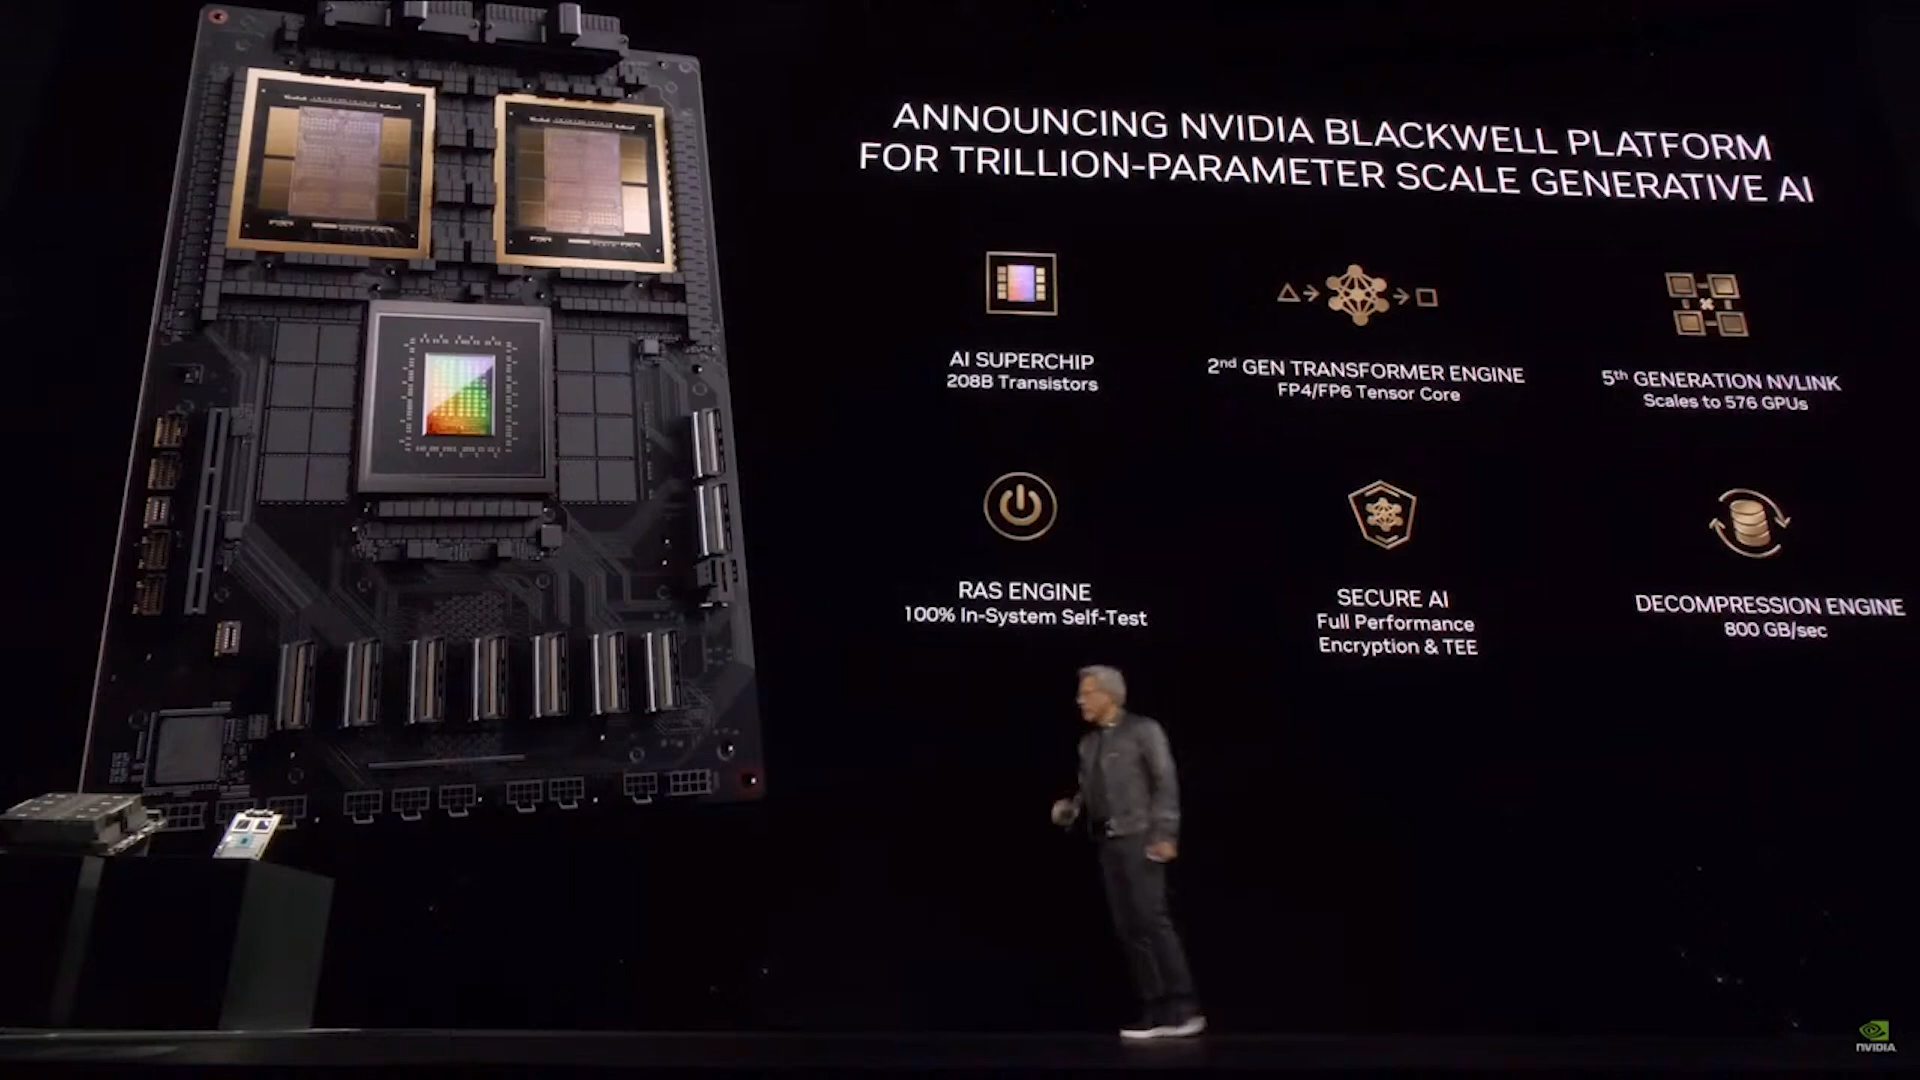 ANNOUNCING NVIDIA BLACKWELL PLATFORM
FOR TRILLION-PARAMETER SCALE GENERATIVE AI
AI SUPERCHIP
208B Transistors
2nd GEN TRANSFORMER ENGINE
FP4/FP6 Tensor Core
5th GENERATION NVLINK
Scales to 576 GPUs
RAS ENGINE
100% In-System Self-Test
SECURE AI
Full Performance
Encryption & TEE
DECOMPRESSION ENGINE
800 GB/sec
NVIDIA